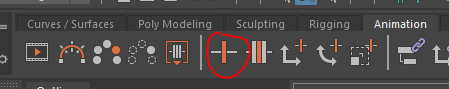 Curves / Surfaces Poly Modeling Sculpting Rigging Animation